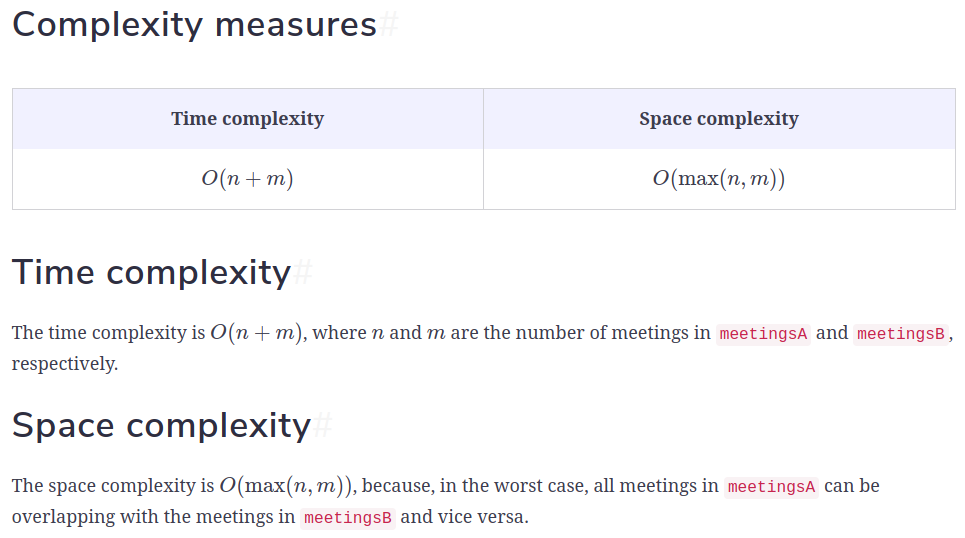 Complexity measures#
Time complexity
Space complexity
O(n + m)
O(max(n, m))
Time complexity#
The time complexity is O(n + m), where n and m are the number of meetings in meetingsA and meetingsB,
respectively.
Space complexity#
The space complexity is O(max(n, m)), because, in the worst case, all meetings in meetingsA can be
overlapping with the meetings in meetingsB and vice versa.